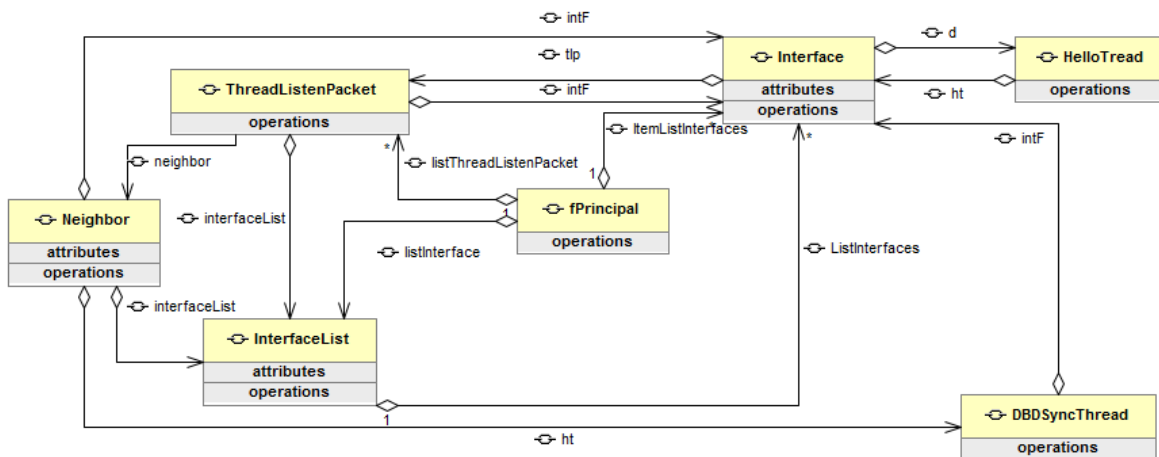 intF
Interface
attributes
operations
d
HelloTread
operations
tlp
ht
ThreadListenPacket
operations
intF
ItemListInterfaces
*
1
intF
*
neighbor
*
listThreadListenPacket
Neighbor
attributes
operations
interfaceList
fPrincipal
operations
1
listInterface
ListInterfaces
interfaceList
InterfaceList
attributes
operations
1
DBDSyncThread
operations
ht